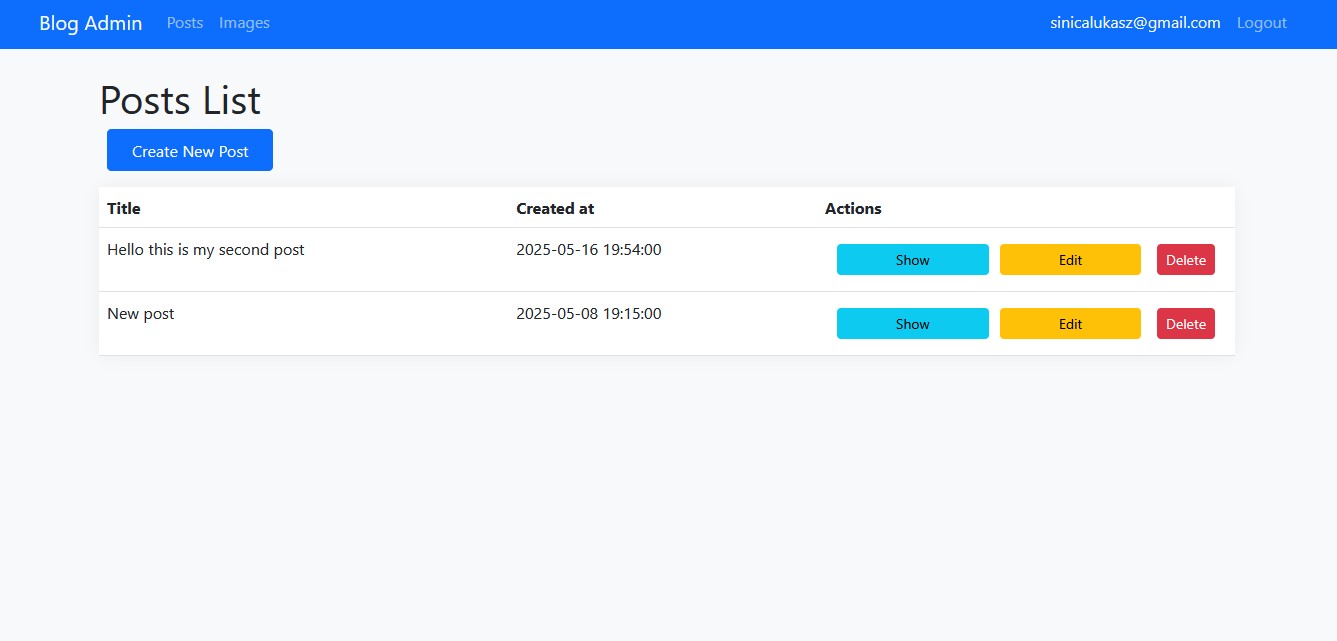 Blog Admin Posts Images sinicalukasz@gmail.com Logout
Posts List
Create New Post
Title Created at Actions
Hello this is my second post 2025-05-16 19:54:00 Show Edit Delete
New post 2025-05-08 19:15:00 Show Edit Delete